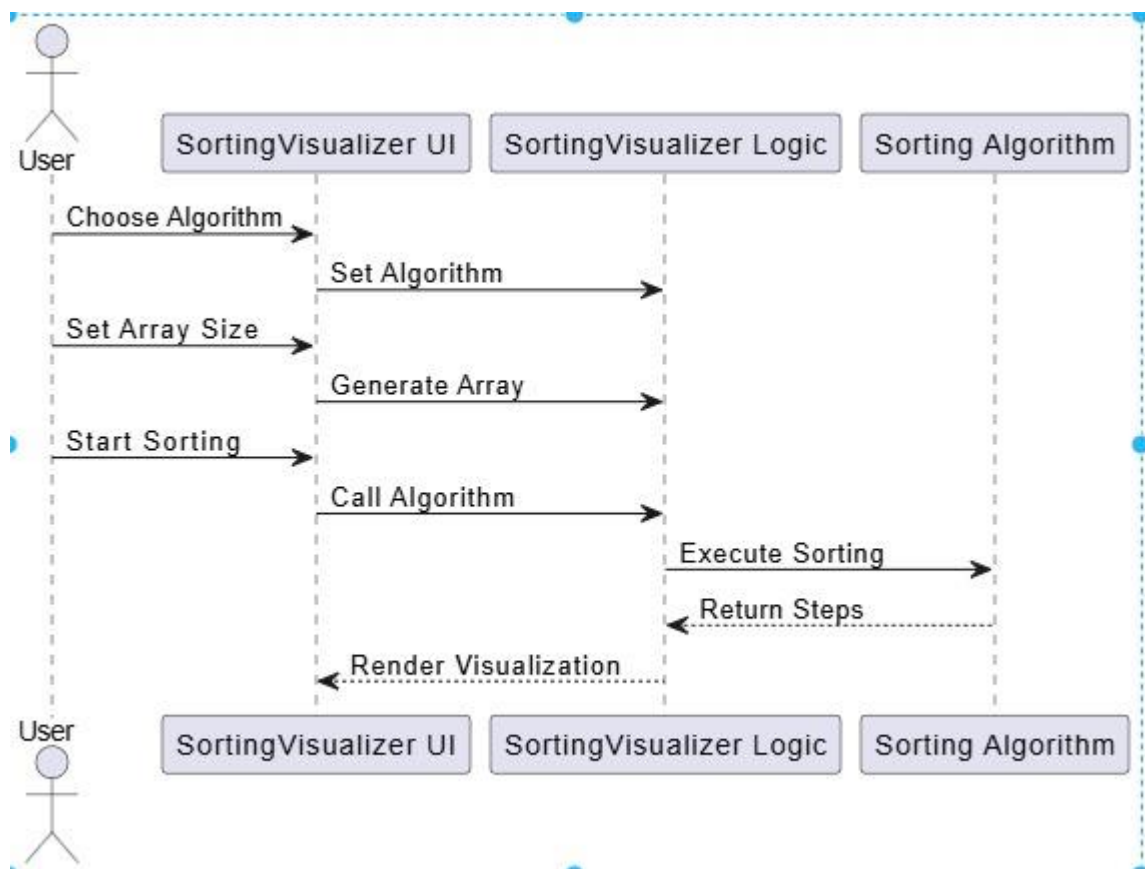 User
SortingVisualizer UI
SortingVisualizer Logic
Sorting Algorithm
Choose Algorithm
Set Algorithm
Set Array Size
Generate Array
Start Sorting
Call Algorithm
Execute Sorting
Return Steps
Render Visualization
User
SortingVisualizer UI
SortingVisualizer Logic
Sorting Algorithm